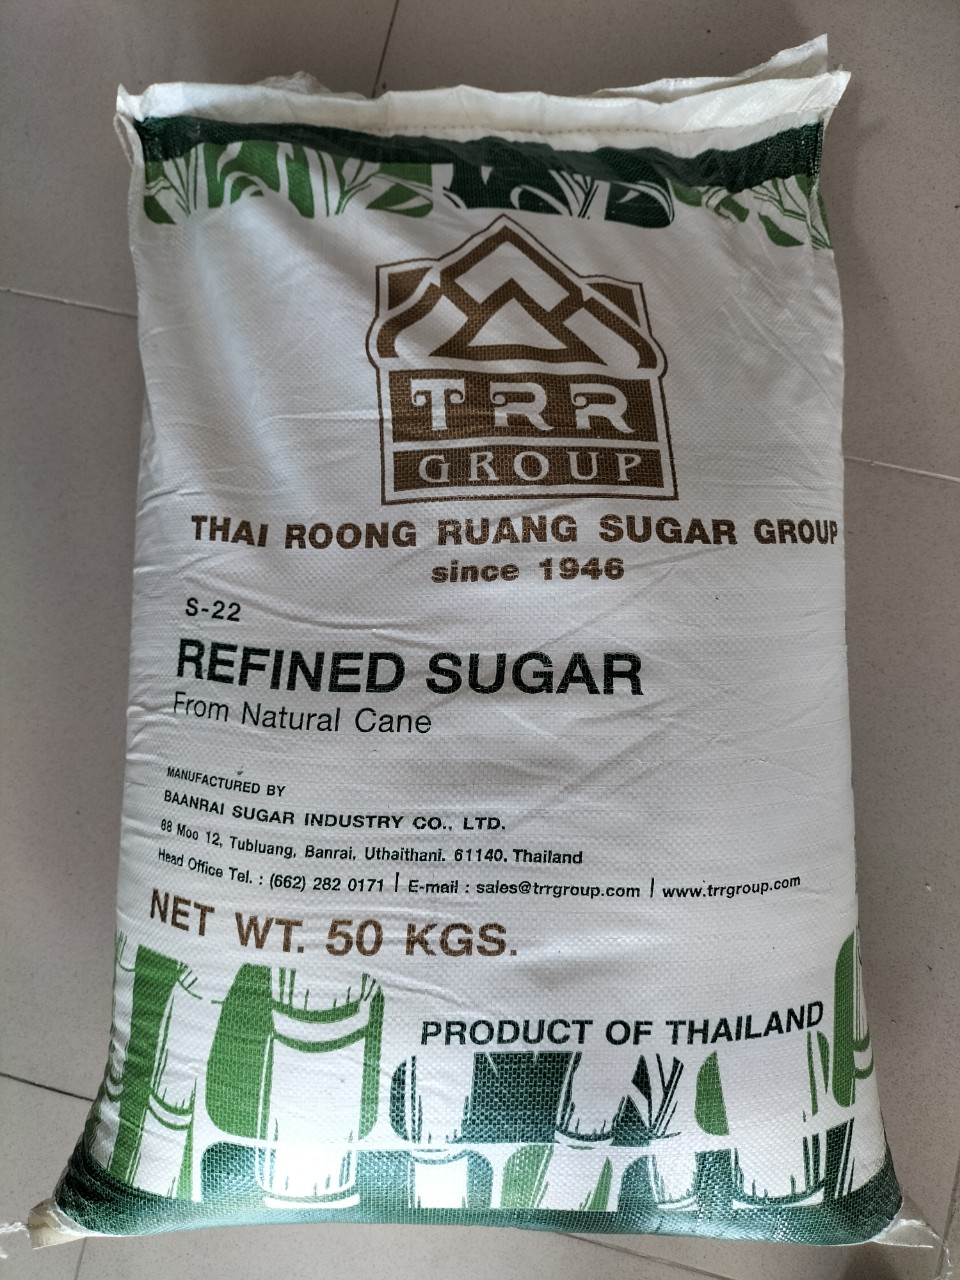 TRR
GROUP
THAI ROONG RUANG SUGAR GROUP
since 1946
S-22
REFINED SUGAR
From Natural Cane
MANUFACTURED BY
BAANRAI SUGAR INDUSTRY CO., LTD.
88 Moo 12, Tubluang, Banrai, Uthaithani. 61140. Thailand
Head Office Tel. : (662) 282 0171 | E-mail : sales@trrgroup.com | www.trrgroup.com
NET WT. 50 KGS.
PRODUCT OF THAILAND